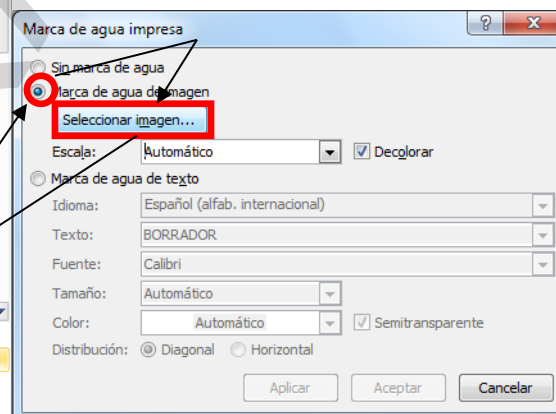 Marca de agua impresa
Sin marca de agua
Marca de agua de imagen
Seleccionar imagen...
Escala: Automático Decolorar
Marca de agua de texto
Idioma: Español (alfab. internacional)
Texto: BORRADOR
Fuente: Calibri
Tamaño: Automático
Color: Automático Semitransparente
Distribución: Diagonal Horizontal
Aplicar Aceptar Cancelar